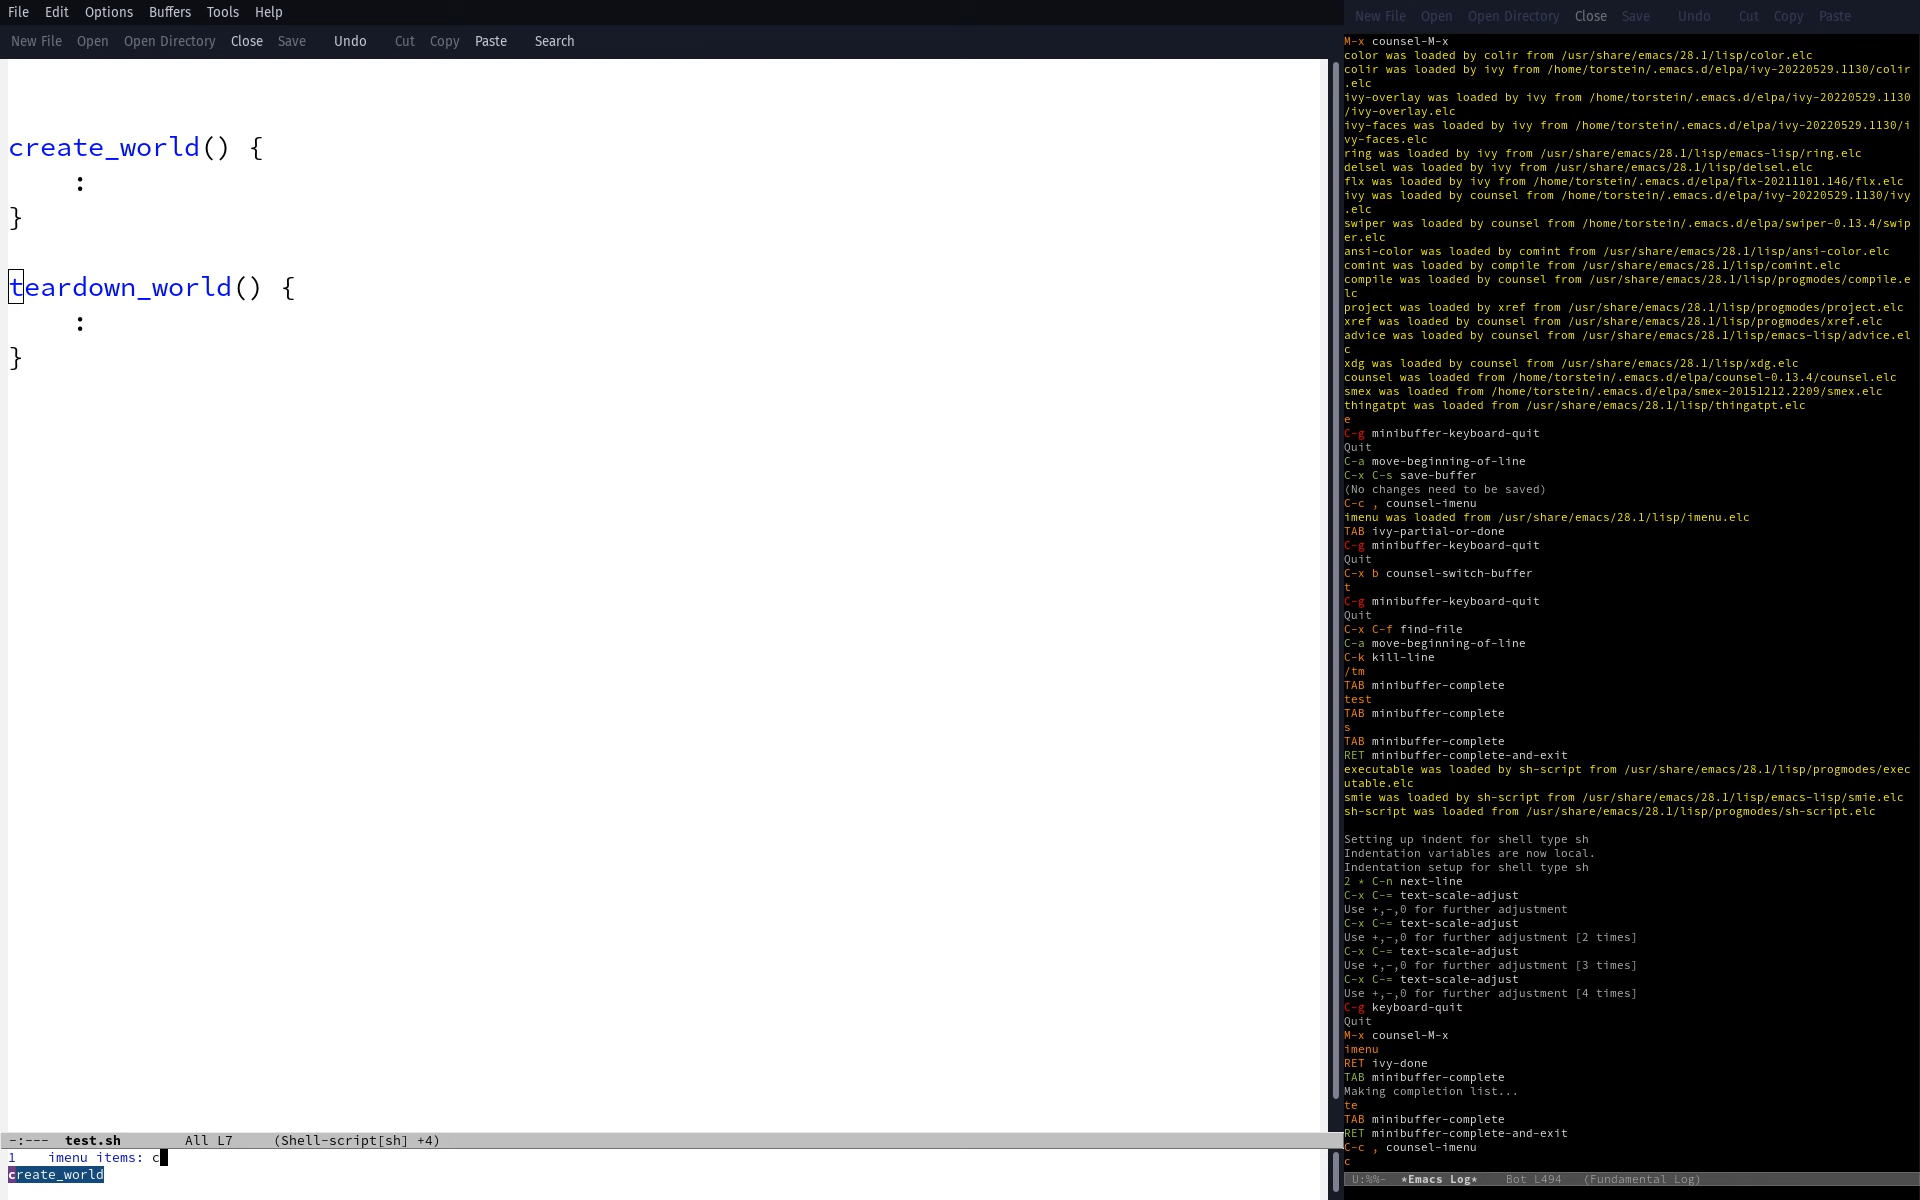 File Edit Options Buffers Tools Help
New File Open Open Directory Close Save Undo Cut Copy Paste Search
create_world() {
:
}
teardown_world() {
:
}
-:--- test.sh All L7 (Shell-script[sh] +4)
1 imenu items: c
create_world
New File Open Open Directory Close Save Undo Cut Copy Paste
M-x counsel-M-x
color was loaded by colir from /usr/share/emacs/28.1/lisp/color.elc
colir was loaded by ivy from /home/torstein/.emacs.d/elpa/ivy-20220529.1130/colir
.elc
ivy-overlay was loaded by ivy from /home/torstein/.emacs.d/elpa/ivy-20220529.1130
/ivy-overlay.elc
ivy-faces was loaded by ivy from /home/torstein/.emacs.d/elpa/ivy-20220529.1130/i
vy-faces.elc
ring was loaded by ivy from /usr/share/emacs/28.1/lisp/emacs-lisp/ring.elc
delsel was loaded by ivy from /usr/share/emacs/28.1/lisp/delsel.elc
flx was loaded by ivy from /home/torstein/.emacs.d/elpa/flx-20211101.146/flx.elc
ivy was loaded by counsel from /home/torstein/.emacs.d/elpa/ivy-20220529.1130/ivy
.elc
swiper was loaded by counsel from /home/torstein/.emacs.d/elpa/swiper-0.13.4/swip
er.elc
ansi-color was loaded by comint from /usr/share/emacs/28.1/lisp/ansi-color.elc
comint was loaded by compile from /usr/share/emacs/28.1/lisp/comint.elc
compile was loaded by counsel from /usr/share/emacs/28.1/lisp/progmodes/compile.e
lc
project was loaded by xref from /usr/share/emacs/28.1/lisp/progmodes/project.elc
xref was loaded by counsel from /usr/share/emacs/28.1/lisp/progmodes/xref.elc
advice was loaded by counsel from /usr/share/emacs/28.1/lisp/emacs-lisp/advice.el
c
xdg was loaded by counsel from /usr/share/emacs/28.1/lisp/xdg.elc
counsel was loaded from /home/torstein/.emacs.d/elpa/counsel-0.13.4/counsel.elc
smex was loaded from /home/torstein/.emacs.d/elpa/smex-20151212.2209/smex.elc
thingatpt was loaded from /usr/share/emacs/28.1/lisp/thingatpt.elc
e
C-g minibuffer-keyboard-quit
Quit
C-a move-beginning-of-line
C-x C-s save-buffer
(No changes need to be saved)
C-c , counsel-imenu
imenu was loaded from /usr/share/emacs/28.1/lisp/imenu.elc
TAB ivy-partial-or-done
C-g minibuffer-keyboard-quit
Quit
C-x b counsel-switch-buffer
t
C-g minibuffer-keyboard-quit
Quit
C-x C-f find-file
C-a move-beginning-of-line
C-k kill-line
/tm
TAB minibuffer-complete
test
TAB minibuffer-complete
s
TAB minibuffer-complete
RET minibuffer-complete-and-exit
executable was loaded by sh-script from /usr/share/emacs/28.1/lisp/progmodes/exec
utable.elc
smie was loaded by sh-script from /usr/share/emacs/28.1/lisp/emacs-lisp/smie.elc
sh-script was loaded from /usr/share/emacs/28.1/lisp/progmodes/sh-script.elc
Setting up indent for shell type sh
Indentation variables are now local.
Indentation setup for shell type sh
2 * C-n next-line
C-x C-= text-scale-adjust
Use +,-,0 for further adjustment
C-x C-= text-scale-adjust
Use +,-,0 for further adjustment [2 times]
C-x C-= text-scale-adjust
Use +,-,0 for further adjustment [3 times]
C-x C-= text-scale-adjust
Use +,-,0 for further adjustment [4 times]
C-g keyboard-quit
Quit
M-x counsel-M-x
imenu
RET ivy-done
TAB minibuffer-complete
Making completion list...
te
TAB minibuffer-complete
RET minibuffer-complete-and-exit
C-c , counsel-imenu
c
U:%%- *Emacs Log* Bot L494 (Fundamental Log)